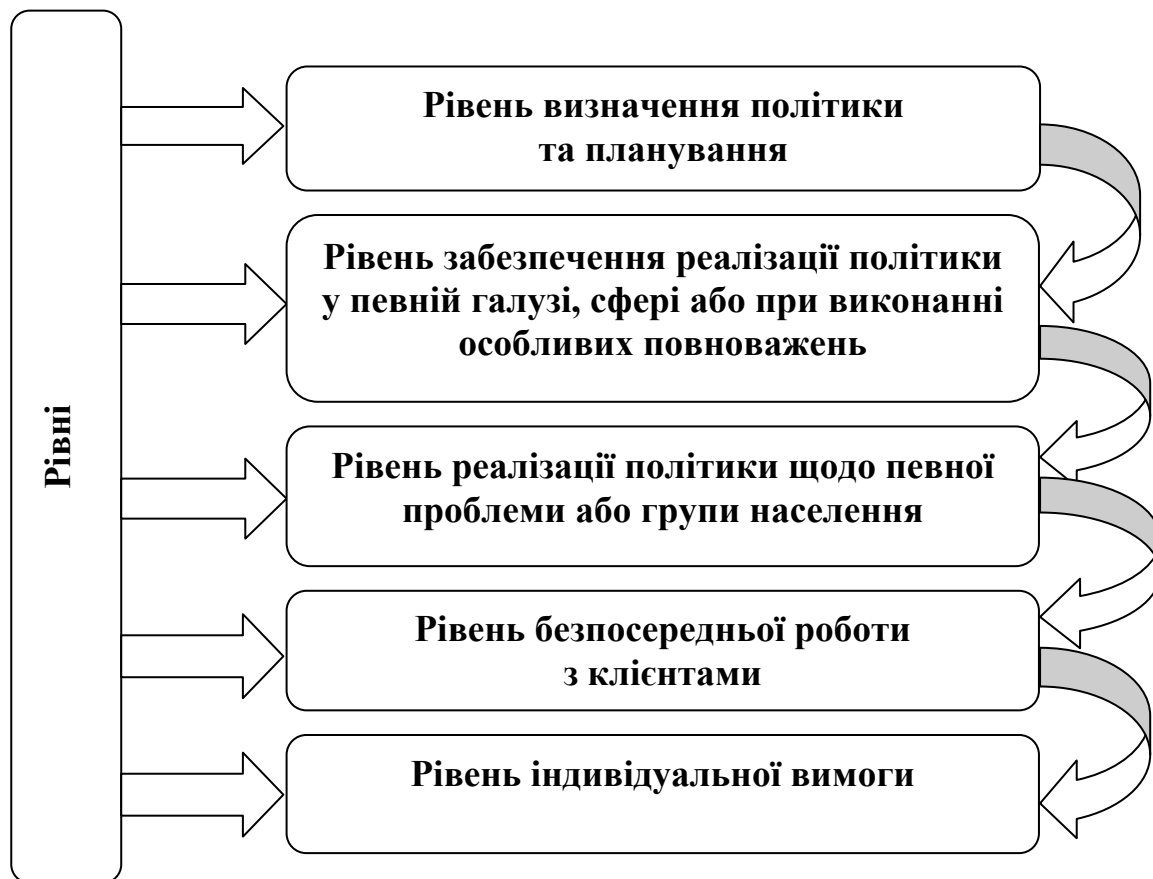 Рівні
Рівень визначення політики
та планування
Рівень забезпечення реалізації політики
у певній галузі, сфері або при виконанні
особливих повноважень
Рівень реалізації політики щодо певної
проблеми або групи населення
Рівень безпосередньої роботи
з клієнтами
Рівень індивідуальної вимоги